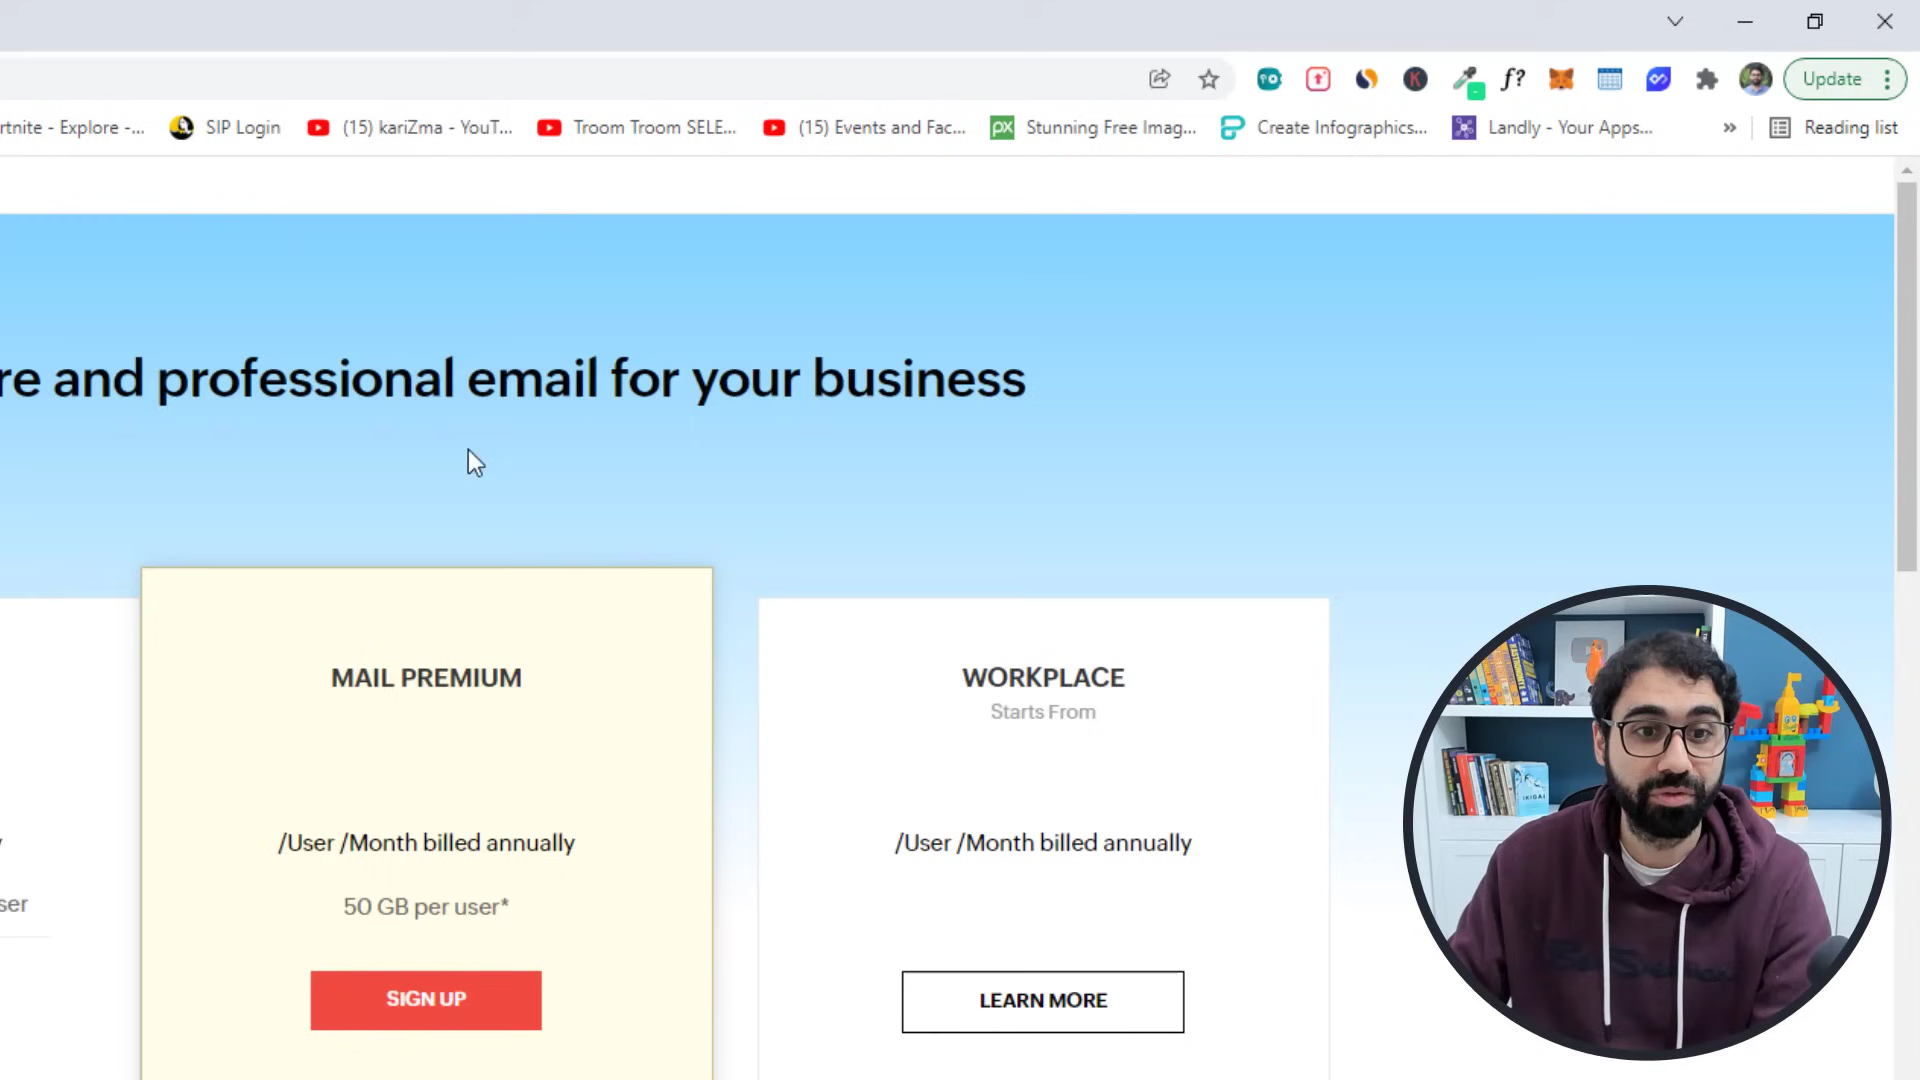 Update
rtnite - Explore -...
SIP Login
(15) kariZma - YouT...
Troom Troom SELE...
(15) Events and Fac...
Stunning Free Imag...
Create Infographics...
Landly - Your Apps...
»
Reading list
re and professional email for your business
MAIL PREMIUM
WORKPLACE
Starts From
/User /Month billed annually
/User /Month billed annually
ser
50 GB per user*
SIGN UP
LEARN MORE
IKIGAI